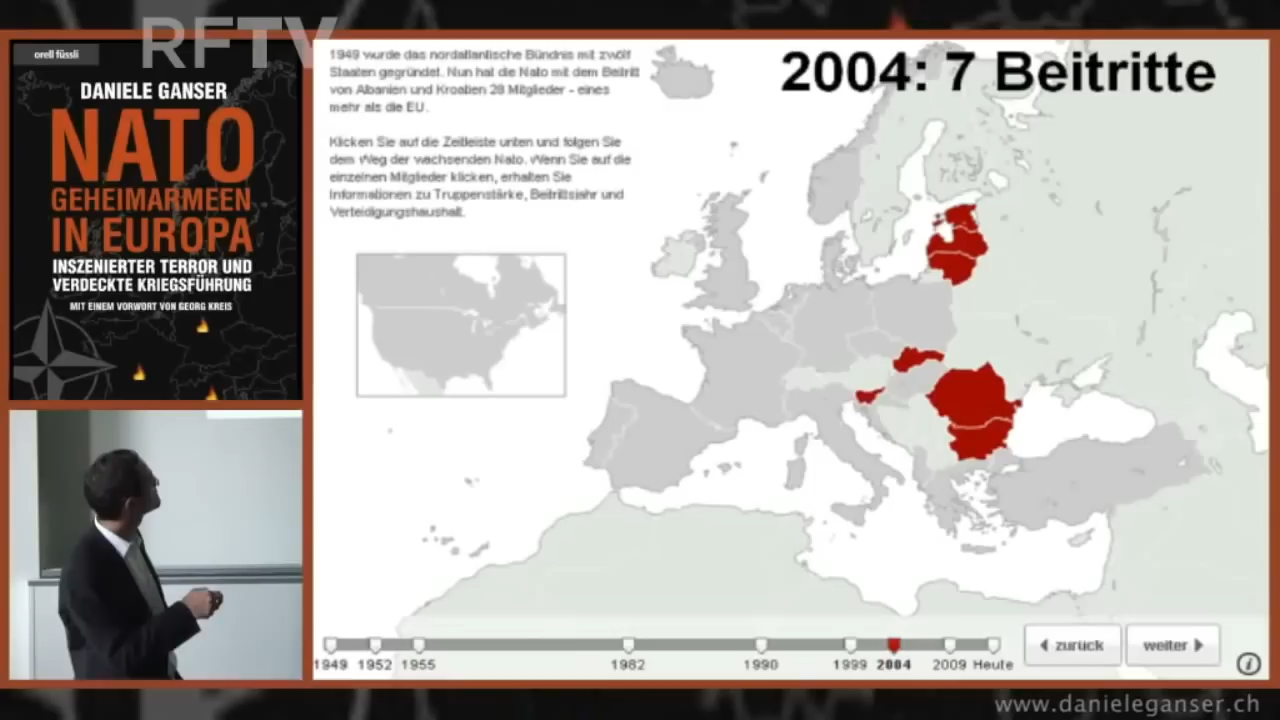 RFTV
orell füssli
DANIELE GANSER
NATO
GEHEIMARMEEN
IN EUROPA
INSZENIERTER TERROR UND
VERDECKTE KRIEGSFÜHRUNG
MIT EINEM VORWORT VON GEORG KREIS
1949 wurde das nordatlantische Bündnis mit zwölf
Staaten gegründet. Nun hat die Nato mit dem Beitritt
von Albanien und Kroatien 28 Mitglieder - eines
mehr als die EU.
Klicken Sie auf die Zeitleiste unten und folgen Sie
dem Weg der wachsenden Nato. Wenn Sie auf die
einzelnen Mitglieder klicken, erhalten Sie
Informationen zu Truppenstärke, Beitrittsjahr und
Verteidigungshaushalt.
2004: 7 Beitritte
1949 1952 1955 1982 1990 1999 2004 2009 Heute
zurück weiter
i
www.danieleganser.ch